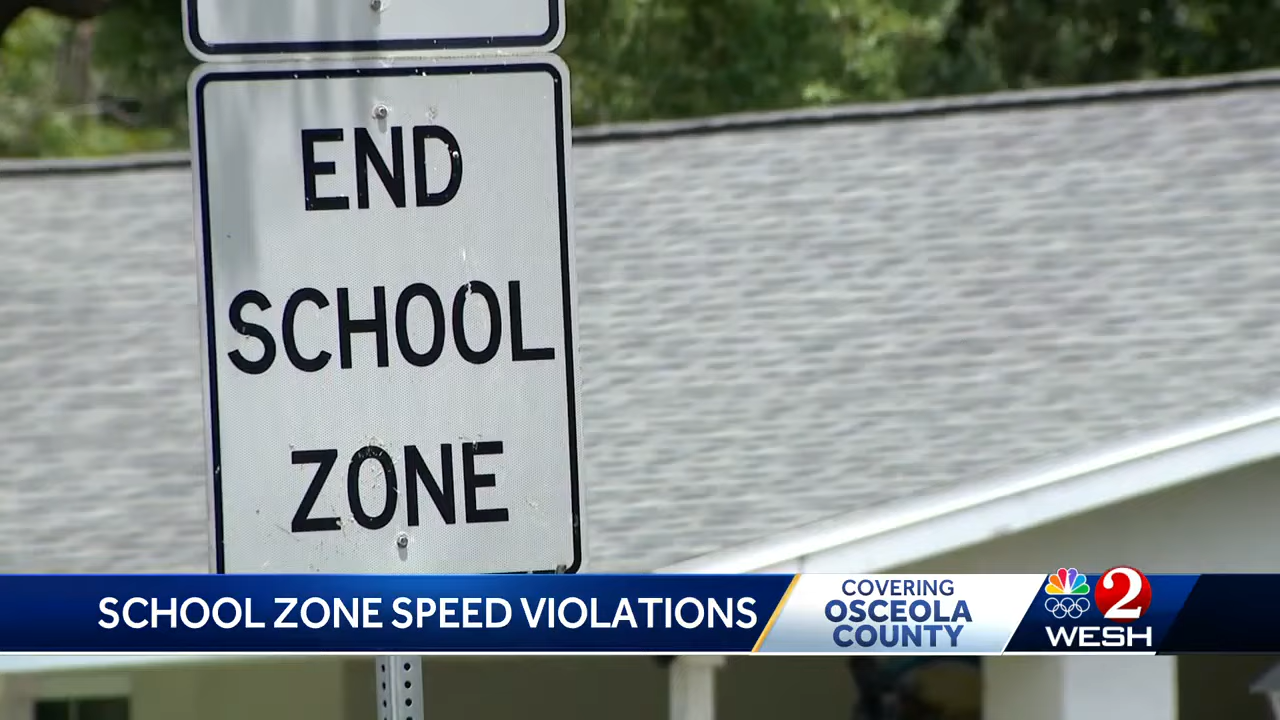 END
SCHOOL
ZONE
SCHOOL ZONE SPEED VIOLATIONS
COVERING
OSCEOLA
COUNTY
2
WESH